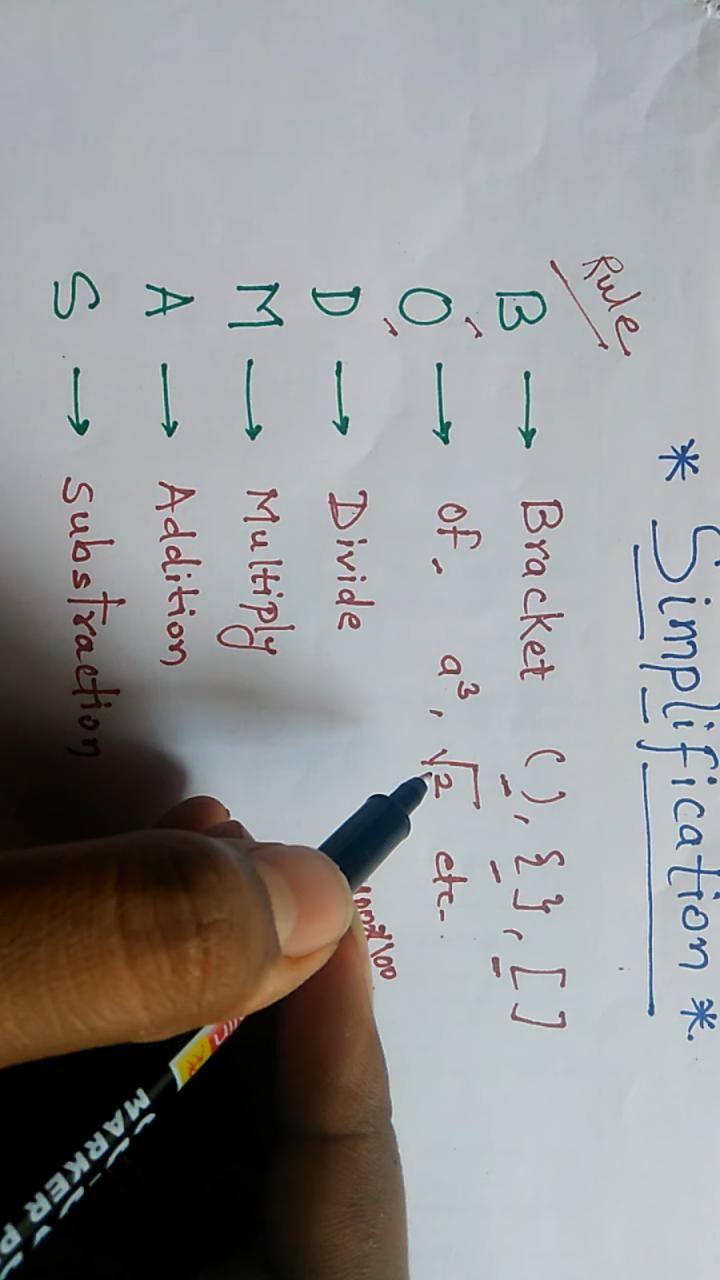 * Simplification *.
Rule
B → Bracket ( ), { }, [ ]
O → of. a³, √2 etc..
D → Divide
M → Multiply
A → Addition
S → Substraction
MARKER P